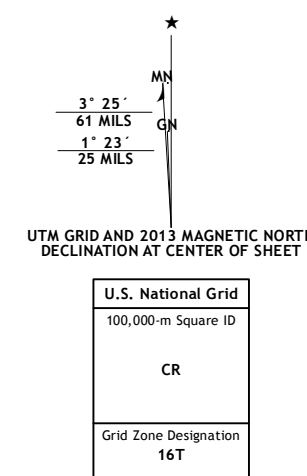 ★
MN
3° 25´
61 MILS
GN
1° 23´
25 MILS
UTM GRID AND 2013 MAGNETIC NORTH
DECLINATION AT CENTER OF SHEET
U.S. National Grid
100,000-m Square ID
CR
Grid Zone Designation
16T